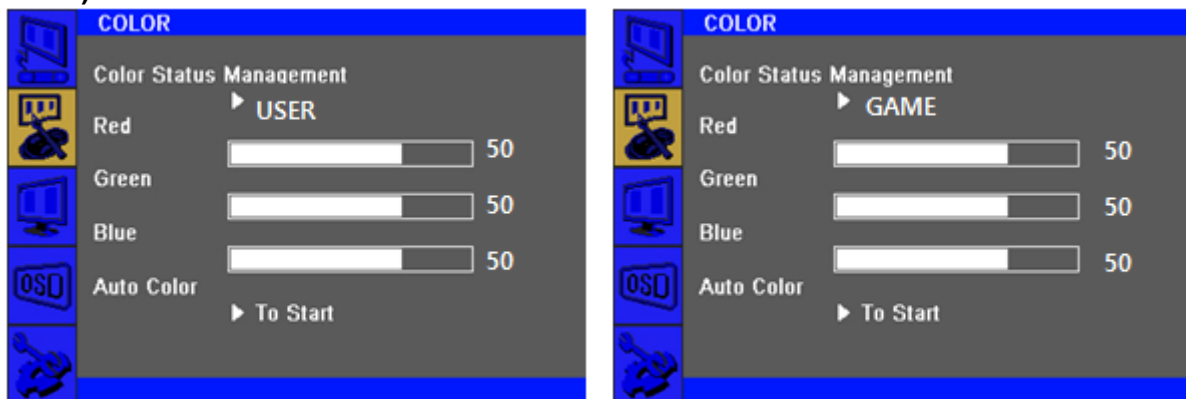 COLOR
Color Status Management
USER
Red
50
Green
50
Blue
50
Auto Color
To Start
OSD
COLOR
Color Status Management
GAME
Red
50
Green
50
Blue
50
Auto Color
To Start
OSD